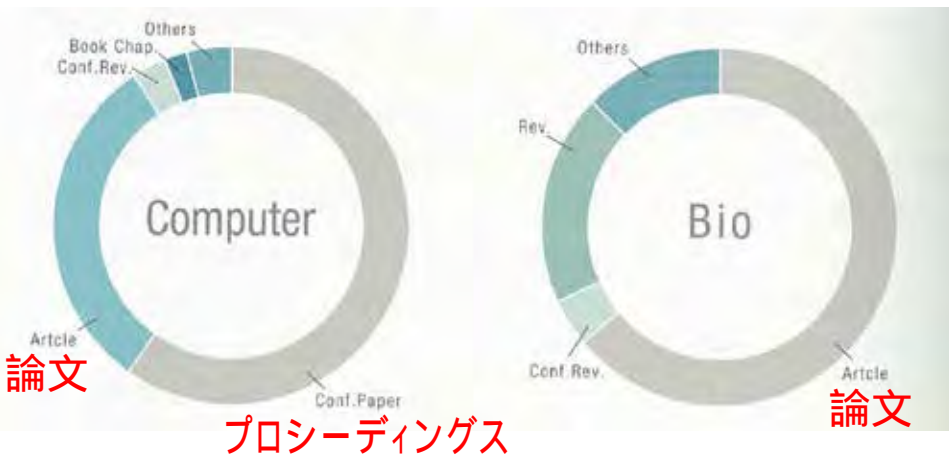 Others
Book Chap.
Conf.Rev.
Computer
Artcle
論文
Conf.Paper
プロシーディングス
Others
Rev.
Bio
Conf.Rev.
Artcle
論文